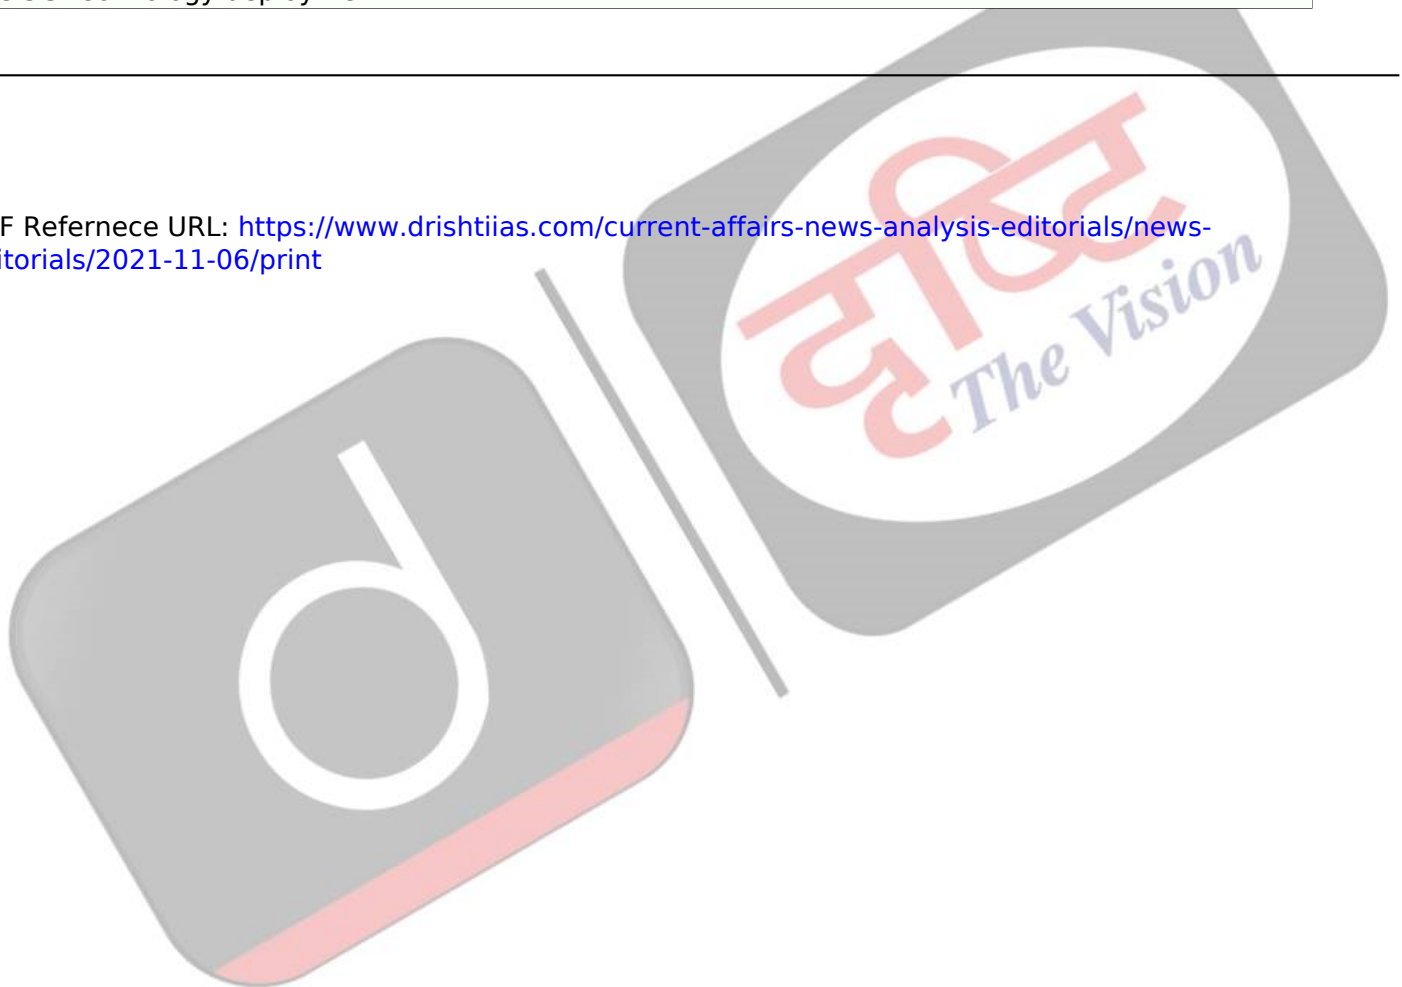 F Refernece URL: https://www.drishtiias.com/current-affairs-news-analysis-editorials/news-
itorials/2021-11-06/print
दृष्टि
The Vision
d